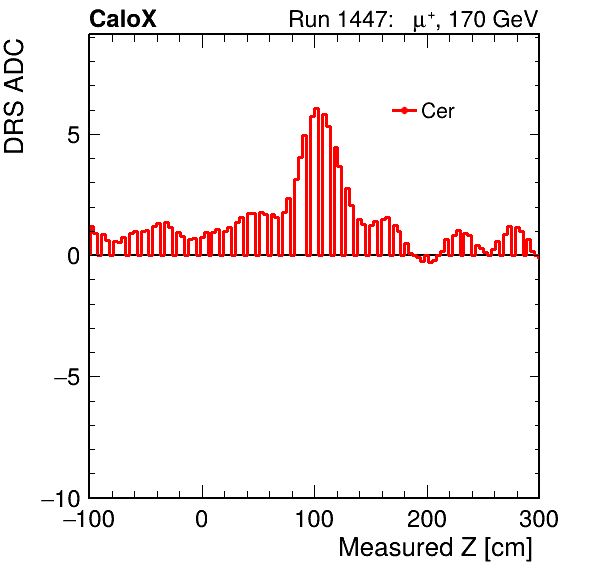 CaloX
Run 1447: μ⁺, 170 GeV
DRS ADC
Cer
5
0
−5
−10
−100 0 100 200 300
Measured Z [cm]